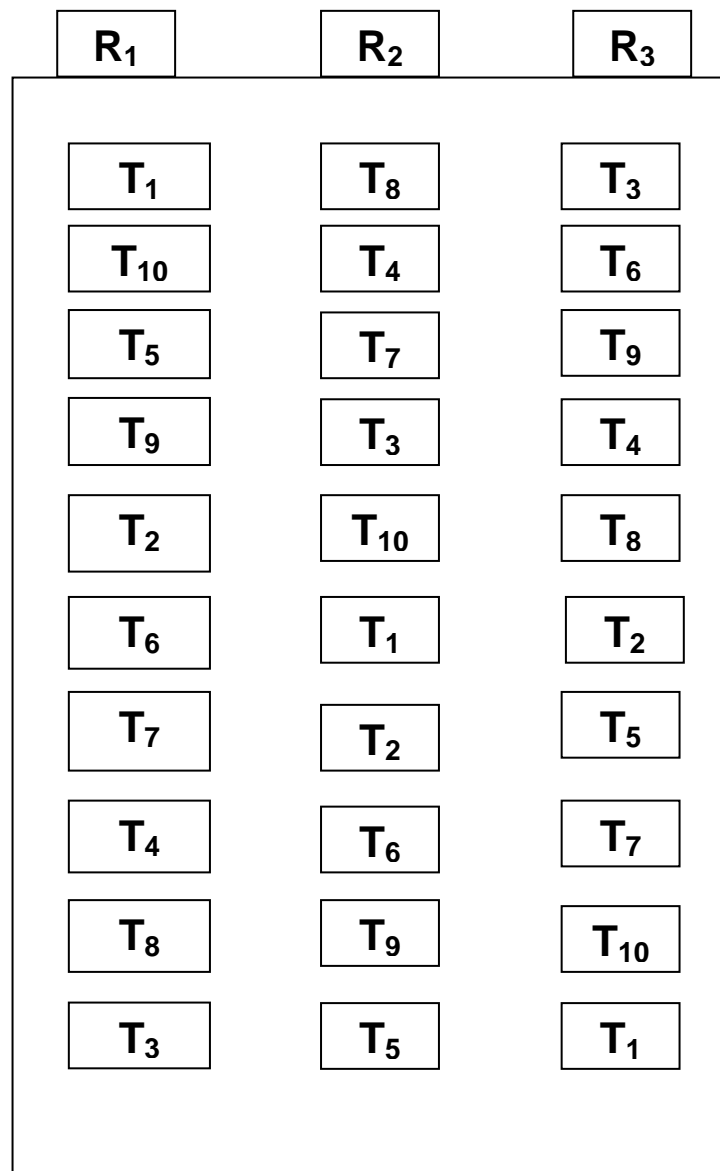 R₁ R₂ R₃
T₁ T₈ T₃
T₁₀ T₄ T₆
T₅ T₇ T₉
T₉ T₃ T₄
T₂ T₁₀ T₈
T₆ T₁ T₂
T₇ T₂ T₅
T₄ T₆ T₇
T₈ T₉ T₁₀
T₃ T₅ T₁